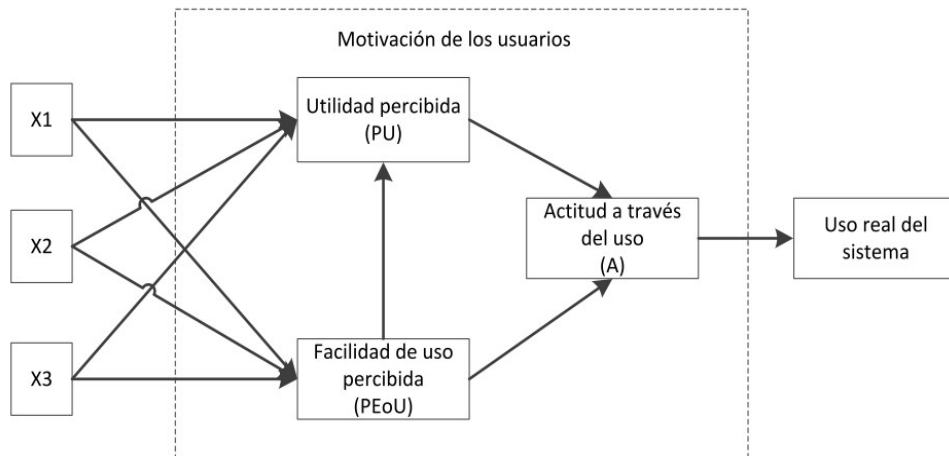 Motivación de los usuarios
X1
Utilidad percibida
(PU)
X2
Actitud a través
del uso
(A)
Uso real del
sistema
X3
Facilidad de uso
percibida
(PEoU)